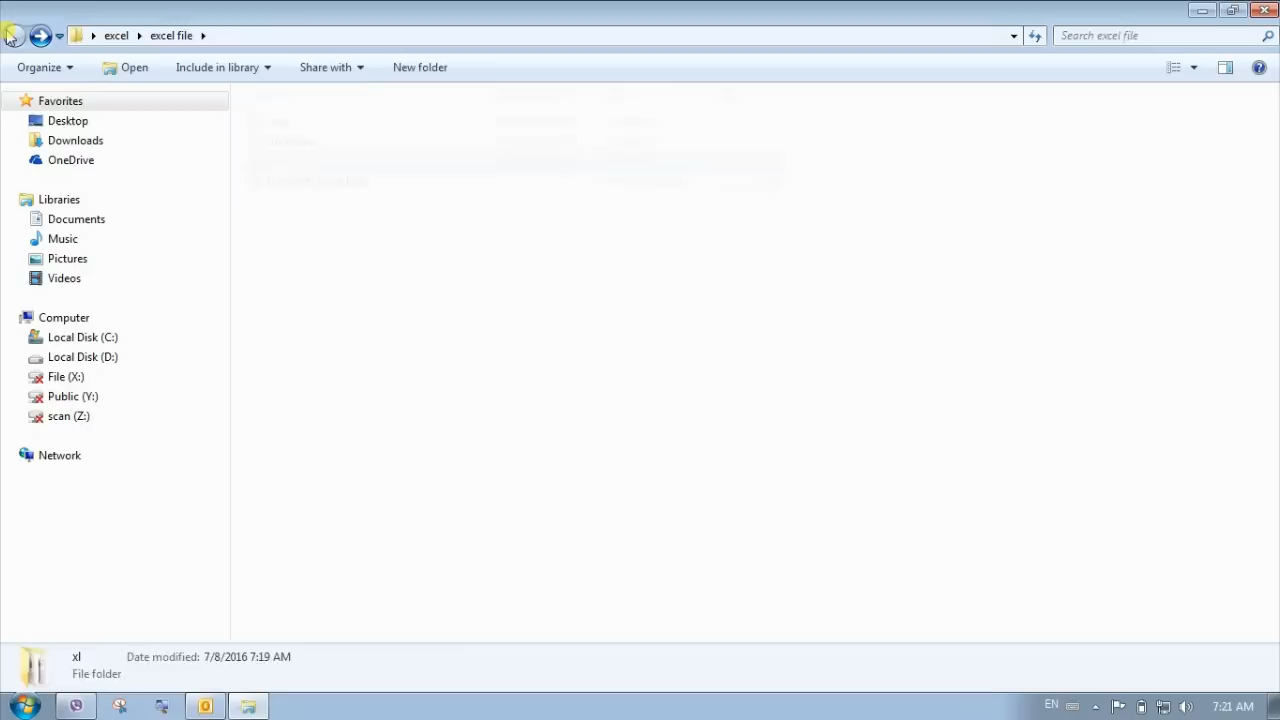 excel
excel file
Search excel file
Organize
Open
Include in library
Share with
New folder
Favorites
Desktop
Downloads
OneDrive
Libraries
Documents
Music
Pictures
Videos
Computer
Local Disk (C:)
Local Disk (D:)
File (X:)
Public (Y:)
scan (Z:)
Network
xl Date modified: 7/8/2016 7:19 AM
File folder
EN
7:21 AM